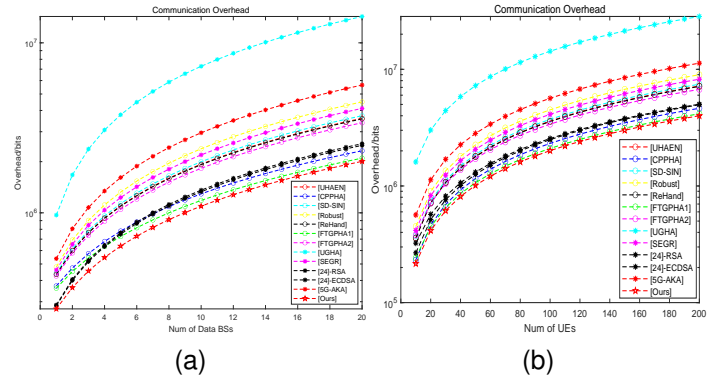 Communication Overhead
Overhead/bits
10^7
10^6
0 2 4 6 8 10 12 14 16 18 20
Num of Data BSs
[UHAEN]
[CPPHA]
[SD-SIN]
[Robust]
[ReHand]
[FTGPHA1]
[FTGPHA2]
[UGHA]
[SEGR]
[24]-RSA
[24]-ECDSA
[5G-AKA]
[Ours]
(a)
Communication Overhead
Overhead/bits
10^7
10^6
10^5
0 20 40 60 80 100 120 140 160 180 200
Num of UEs
[UHAEN]
[CPPHA]
[SD-SIN]
[Robust]
[ReHand]
[FTGPHA1]
[FTGPHA2]
[UGHA]
[SEGR]
[24]-RSA
[24]-ECDSA
[5G-AKA]
[Ours]
(b)